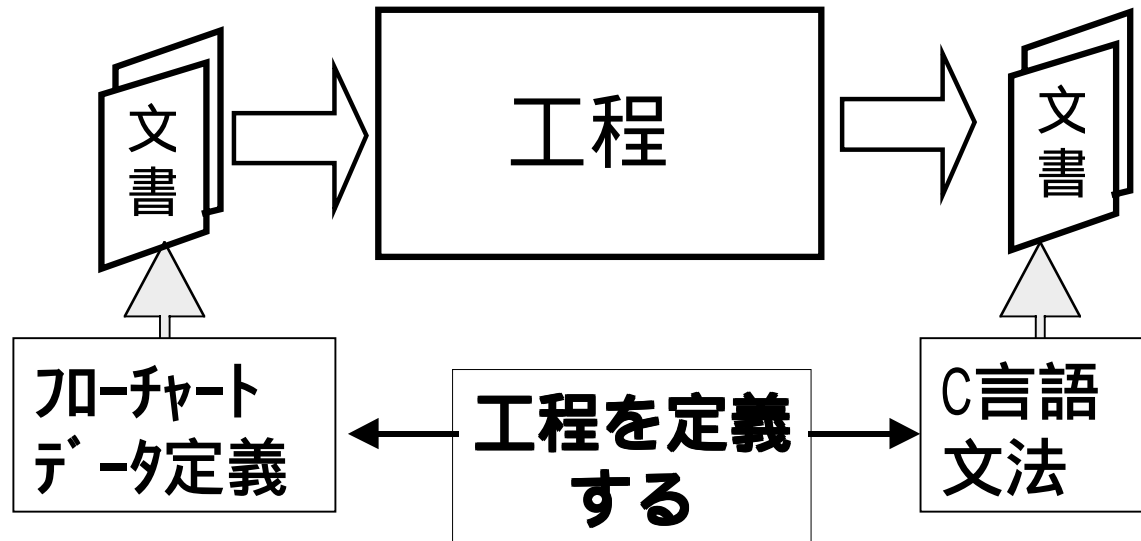 文書
工程
文書
フローチャート
データ定義
工程を定義
する
C言語
文法